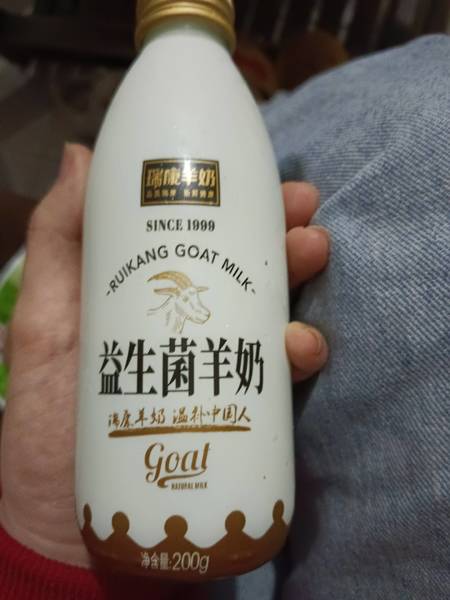 瑞康羊奶
SINCE 1999
-RUIKANG GOAT MILK-
益生菌羊奶
瑞康羊奶 温补中国人
goat
NATURAL MILK
净含量:200g